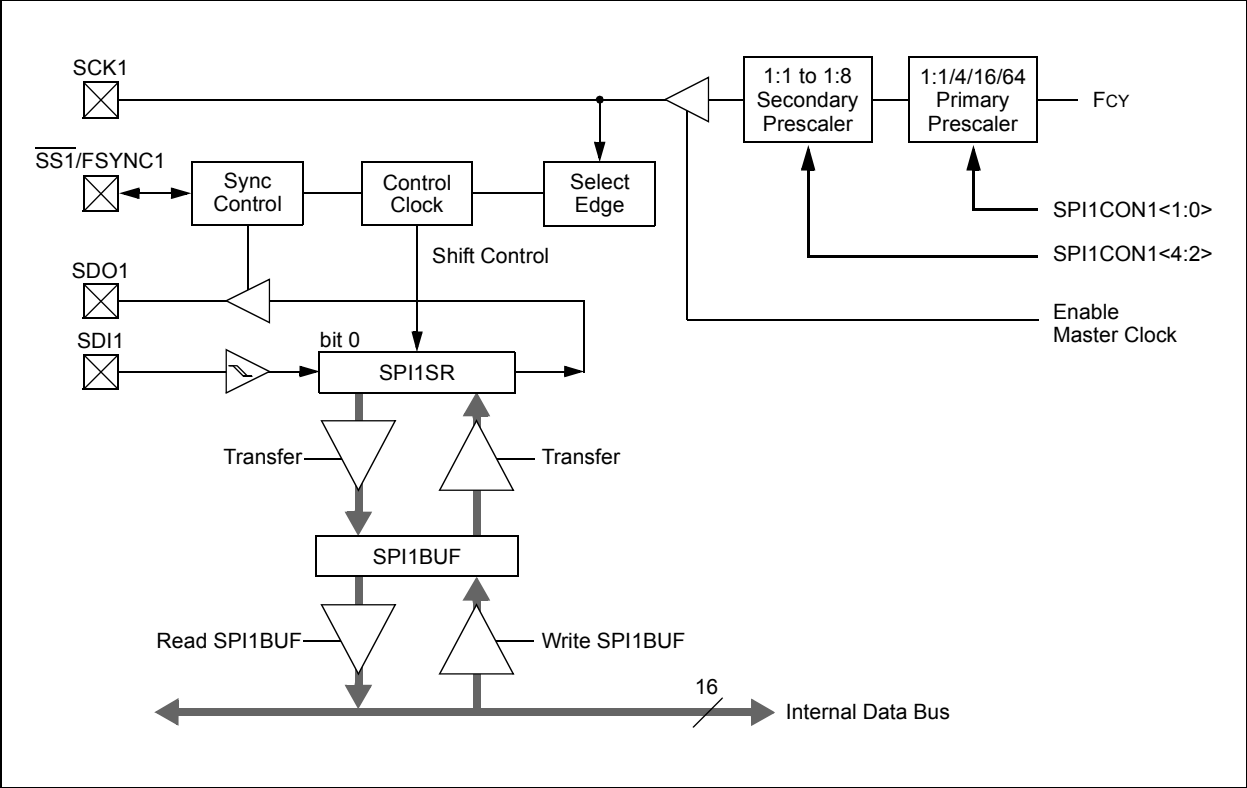 SCK1
1:1 to 1:8
Secondary
Prescaler
1:1/4/16/64
Primary
Prescaler
FCY
SS1/FSYNC1
Sync
Control
Control
Clock
Select
Edge
SPI1CON1<1:0>
Shift Control
SPI1CON1<4:2>
SDO1
Enable
Master Clock
SDI1
bit 0
SPI1SR
Transfer
Transfer
SPI1BUF
Read SPI1BUF
Write SPI1BUF
16
Internal Data Bus